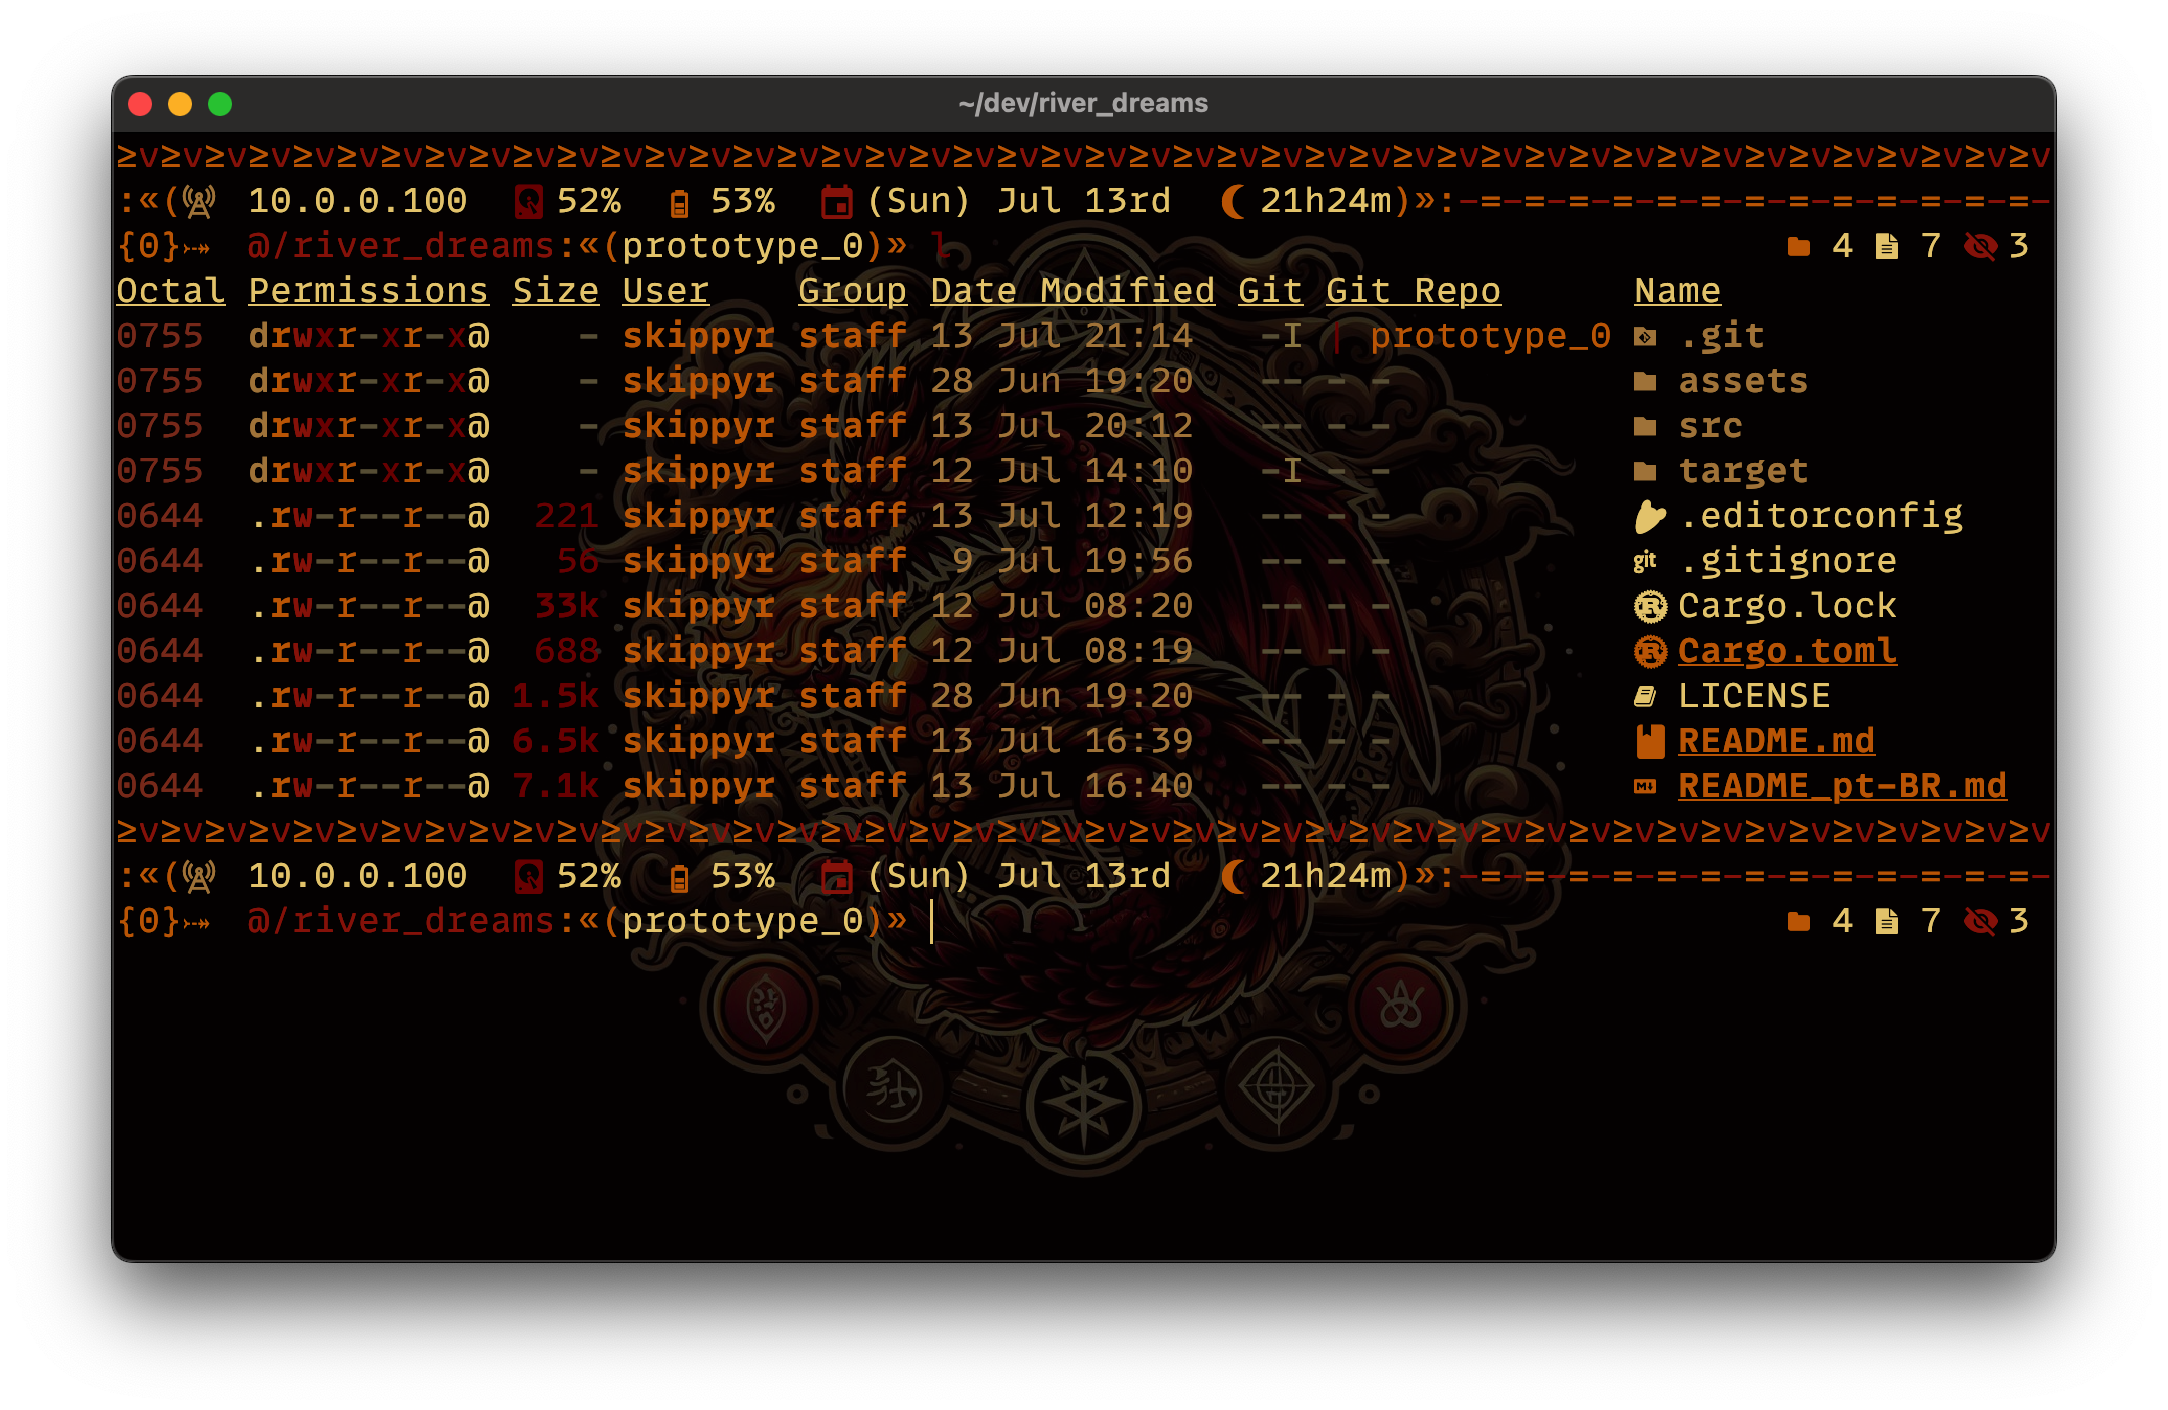 ~/dev/river_dreams
≥v≥v≥v≥v≥v≥v≥v≥v≥v≥v≥v≥v≥v≥v≥v≥v≥v≥v≥v≥v≥v≥v≥v≥v≥v≥v≥v≥v≥v≥v≥v≥v≥v≥v≥v≥v≥v≥v≥v≥v≥v≥v≥v≥v
:«( 10.0.0.100 52% 53% (Sun) Jul 13rd 21h24m)»:-=-=-=-=-=-=-=-=-=-=-=-=-=-
{0}⤐ @/river_dreams:«(prototype_0)» l 4 7 3
Octal Permissions Size User Group Date Modified Git Git Repo Name
0755 drwxr-xr-x@ - skippyr staff 13 Jul 21:14 -I | prototype_0 .git
0755 drwxr-xr-x@ - skippyr staff 28 Jun 19:20 -- - - assets
0755 drwxr-xr-x@ - skippyr staff 13 Jul 20:12 -- - - src
0755 drwxr-xr-x@ - skippyr staff 12 Jul 14:10 -I - - target
0644 .rw-r--r--@ 221 skippyr staff 13 Jul 12:19 -- - - .editorconfig
0644 .rw-r--r--@ 56 skippyr staff 9 Jul 19:56 -- - - .gitignore
0644 .rw-r--r--@ 33k skippyr staff 12 Jul 08:20 -- - - Cargo.lock
0644 .rw-r--r--@ 688 skippyr staff 12 Jul 08:19 -- - - Cargo.toml
0644 .rw-r--r--@ 1.5k skippyr staff 28 Jun 19:20 -- - - LICENSE
0644 .rw-r--r--@ 6.5k skippyr staff 13 Jul 16:39 -- - - README.md
0644 .rw-r--r--@ 7.1k skippyr staff 13 Jul 16:40 -- - - README_pt-BR.md
≥v≥v≥v≥v≥v≥v≥v≥v≥v≥v≥v≥v≥v≥v≥v≥v≥v≥v≥v≥v≥v≥v≥v≥v≥v≥v≥v≥v≥v≥v≥v≥v≥v≥v≥v≥v≥v≥v≥v≥v≥v≥v≥v≥v
:«( 10.0.0.100 52% 53% (Sun) Jul 13rd 21h24m)»:-=-=-=-=-=-=-=-=-=-=-=-=-=-
{0}⤐ @/river_dreams:«(prototype_0)» 4 7 3